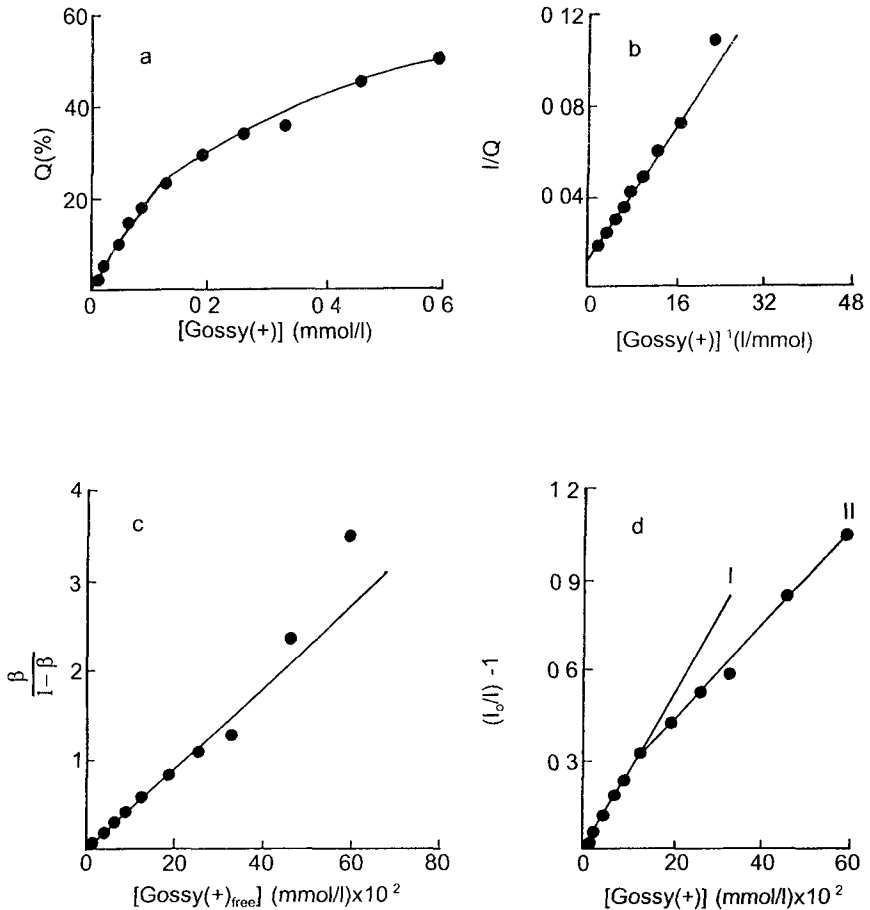 60
a
40
Q(%)
20
0
0 2
0 4
0 6
[Gossy(+)] (mmol/l)
0 12
b
0 08
I/Q
0 04
0
16
32
48
[Gossy(+)] ¹(l/mmol)
4
c
3
β
1−β
2
1
0
20
40
60
80
[Gossy(+)free] (mmol/l)×10 2
1 2
d
II
I
0 9
(Io/I) -1
0 6
0 3
0
20
40
60
[Gossy(+)] (mmol/l)×10 2